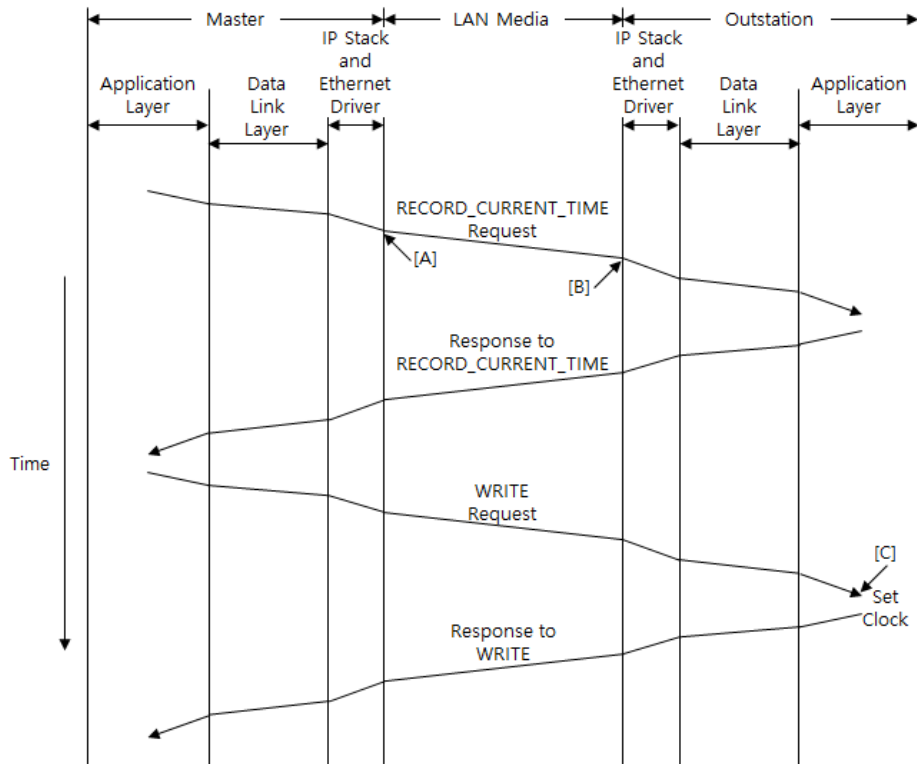 Master
LAN Media
Outstation
IP Stack
and
Ethernet
Driver
IP Stack
and
Ethernet
Driver
Application
Layer
Data
Link
Layer
Data
Link
Layer
Application
Layer
RECORD_CURRENT_TIME
Request
[A]
[B]
Response to
RECORD_CURRENT_TIME
Time
WRITE
Request
[C]
Set
Clock
Response to
WRITE